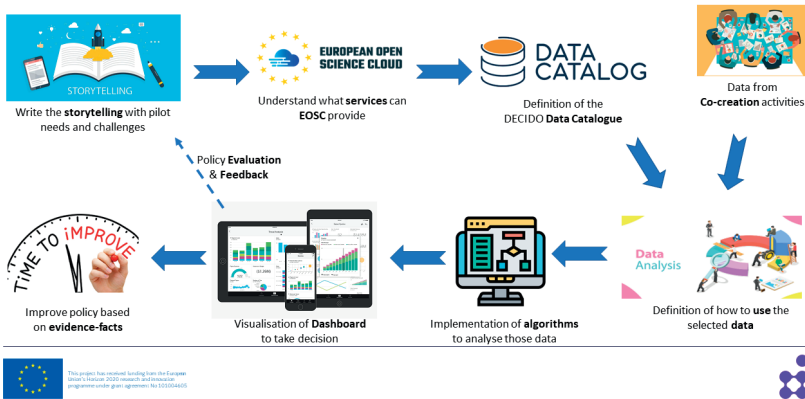 STORYTELLING
Write the storytelling with pilot
needs and challenges
EUROPEAN OPEN
SCIENCE CLOUD
Understand what services can
EOSC provide
DATA
CATALOG
Definition of the
DECIDO Data Catalogue
Data from
Co-creation activities
Policy Evaluation
& Feedback
TIME TO iMPROVE
Improve policy based
on evidence-facts
Visualisation of Dashboard
to take decision
Implementation of algorithms
to analyse those data
Data
Analysis
Definition of how to use the
selected data
This project has received funding from the European
Union's Horizon 2020 research and innovation
programme under grant agreement No 101004605